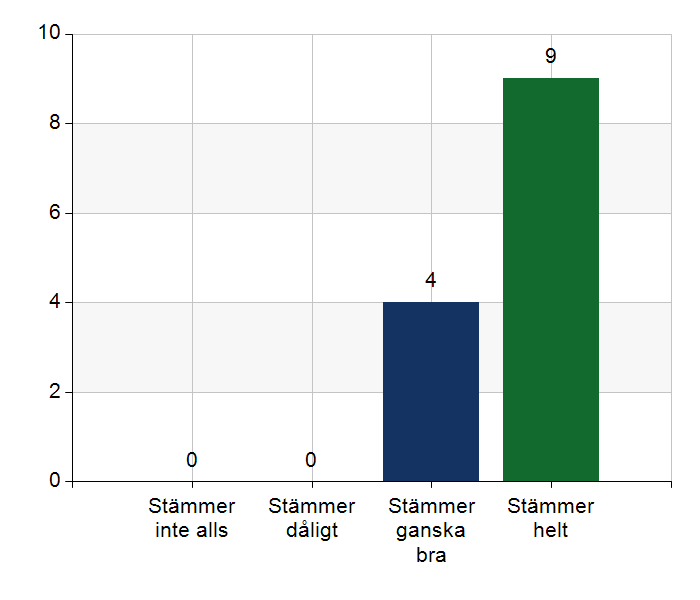 10
9
8
6
4
4
2
0
0
0
Stämmer
inte alls
Stämmer
dåligt
Stämmer
ganska
bra
Stämmer
helt